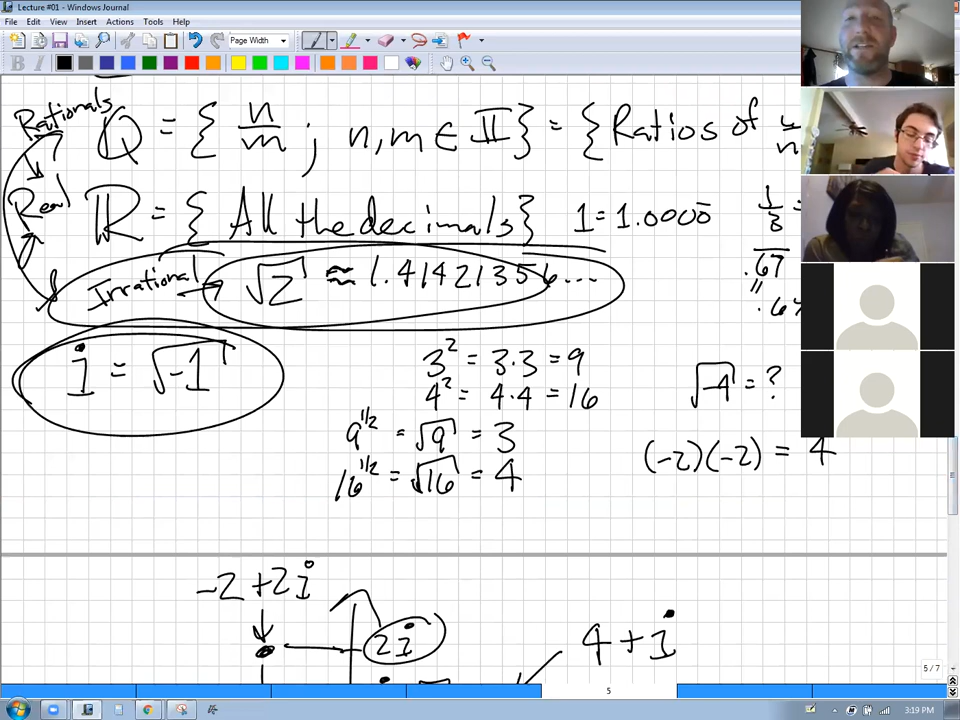 Lecture #01 - Windows Journal
File Edit View Insert Actions Tools Help
Page Width
B I
Rationals ℚ = { n/m ; n, m ∈ ℤ } = { Ratios of
Real ℝ = { All the decimals } 1 = 1.0000
1/3 =
.67
Irrational → √2 ≈ 1.41421356...
i = √-1
3² = 3·3 = 9
4² = 4·4 = 16
9^1/2 = √9 = 3
16^1/2 = √16 = 4
√-4 = ?
(-2)(-2) = 4
-2 + 2i
2i
4 + i
5 / 7
5
3:19 PM